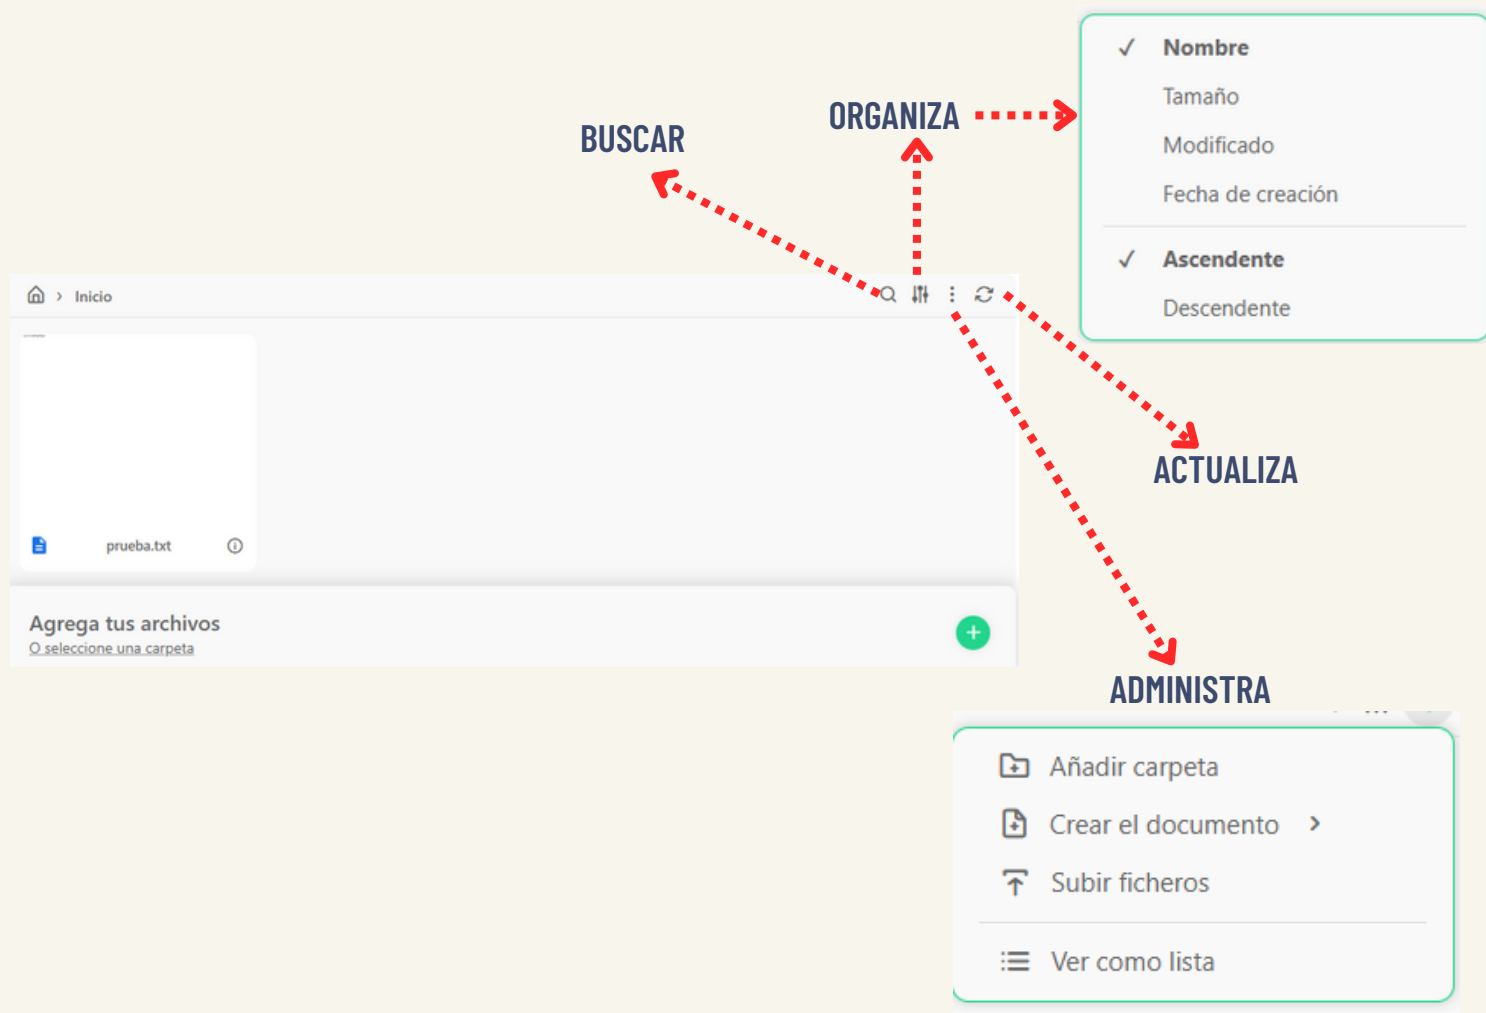 Nombre
Tamaño
Modificado
Fecha de creación
Ascendente
Descendente
ORGANIZA
BUSCAR
Inicio
prueba.txt
Agrega tus archivos
O seleccione una carpeta
ACTUALIZA
ADMINISTRA
Añadir carpeta
Crear el documento
Subir ficheros
Ver como lista